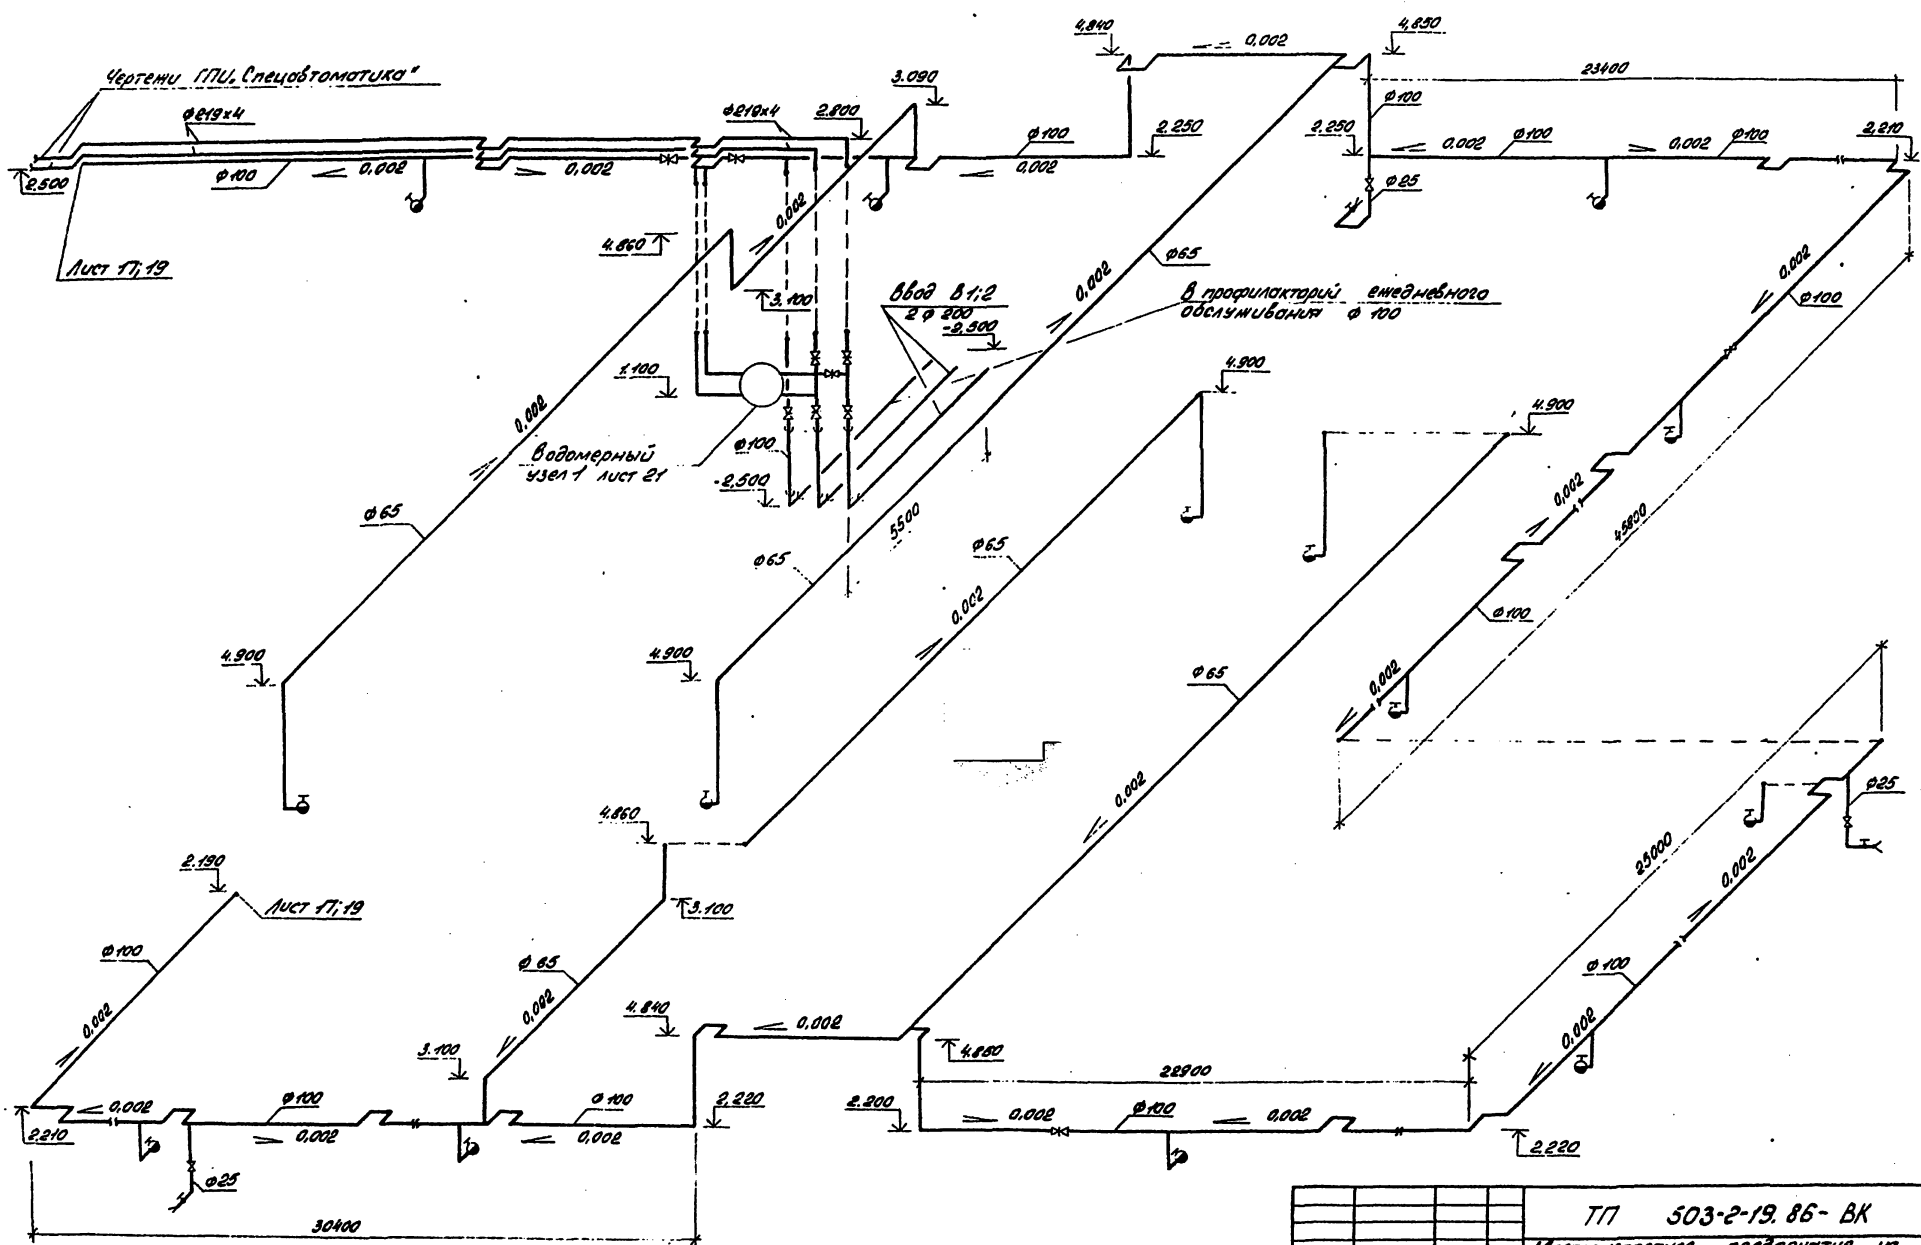 4,840
0,002
4,850
Чертежи ГПИ „Спецавтоматика"
3.090
23400
ф219х4
ф219х4
2.800
ф100
ф100
2.250
2.250
0.002
ф100
0.002
ф100
2,210
2.500
ф100
0,002
0,002
0.002
ф25
4.860
0,002
Лист 17; 19
ф65
0,002
0,002
3.100
Ввод В1;2
2 ф 200
-2,500
В профилакторий ежедневного
обслуживания ф 100
ф100
1.100
4.900
4.900
0,002
Водомерный
узел 1 лист 21
ф100
-2,500
0,002
45800
ф65
5500
ф65
ф65
0,002
ф100
4.900
4.900
0,002
ф65
0,002
ф25
4.860
25000
0,002
2.190
Лист 17; 19
3.100
ф100
ф65
ф100
0,002
0,002
4.840
0,002
0,002
3.100
4.850
22900
0,002
ф100
ф100
2.220
2.200
0.002
ф100
0.002
2.210
0.002
0.002
2.220
ф25
30400
ТП 503-2-19.86- ВК